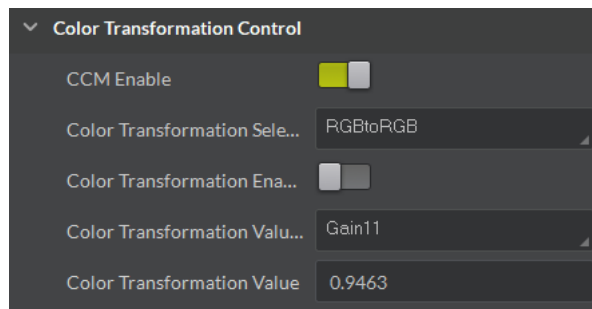 Color Transformation Control
CCM Enable
Color Transformation Sele... RGBtoRGB
Color Transformation Ena...
Color Transformation Valu... Gain11
Color Transformation Value 0.9463